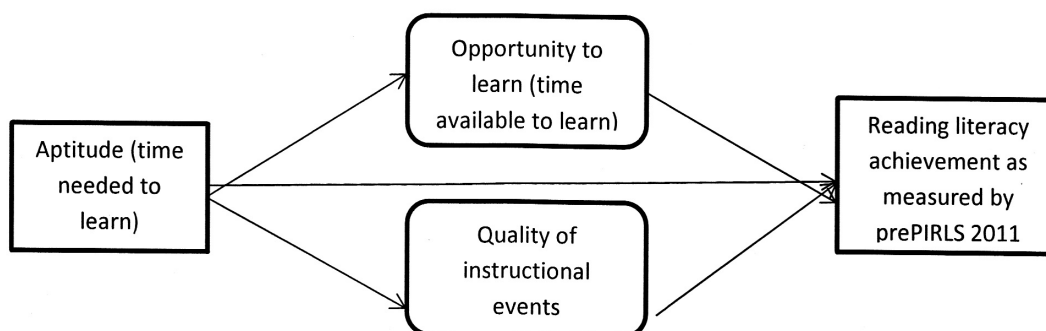 Aptitude (time
needed to
learn)
Opportunity to
learn (time
available to learn)
Quality of
instructional
events
Reading literacy
achievement as
measured by
prePIRLS 2011